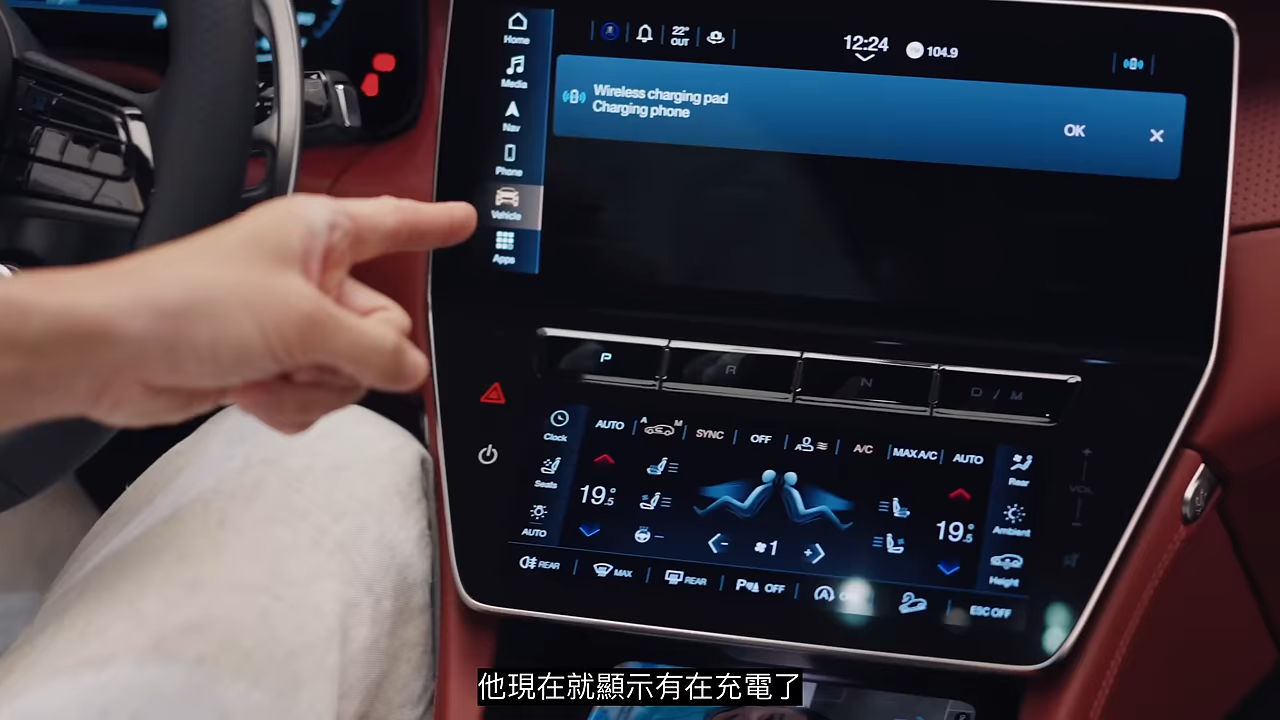 Home
Media
Nav
Phone
Vehicle
Apps
22° OUT
12:24
104.9
Wireless charging pad
Charging phone
OK
P
R
N
D / M
Clock
Seats
AUTO
AUTO
A M
SYNC
OFF
A/C
MAX A/C
AUTO
19.5
1
19.5
Rear
Ambient
Height
VOL
REAR
MAX
REAR
P OFF
ESC OFF
他現在就顯示有在充電了